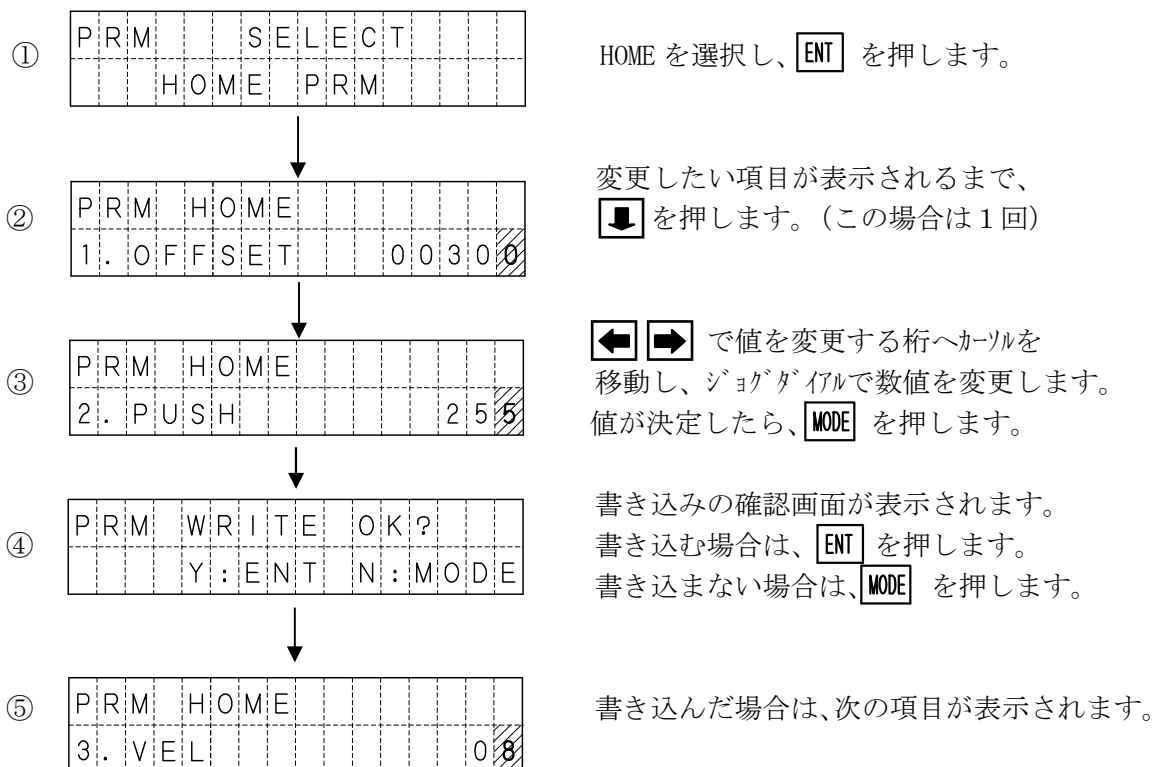 ①
PRM SELECT
HOME PRM
HOME を選択し、ENT を押します。
②
PRM HOME
1. OFFSET 00300
変更したい項目が表示されるまで、
⬇を押します。(この場合は1回)
③
PRM HOME
2. PUSH 255
⬅ ➡ で値を変更する桁へカーソルを
移動し、ジョグダイアルで数値を変更します。
値が決定したら、MODE を押します。
④
PRM WRITE OK?
Y:ENT N:MODE
書き込みの確認画面が表示されます。
書き込む場合は、ENT を押します。
書き込まない場合は、MODE を押します。
⑤
PRM HOME
3. VEL 08
書き込んだ場合は、次の項目が表示されます。